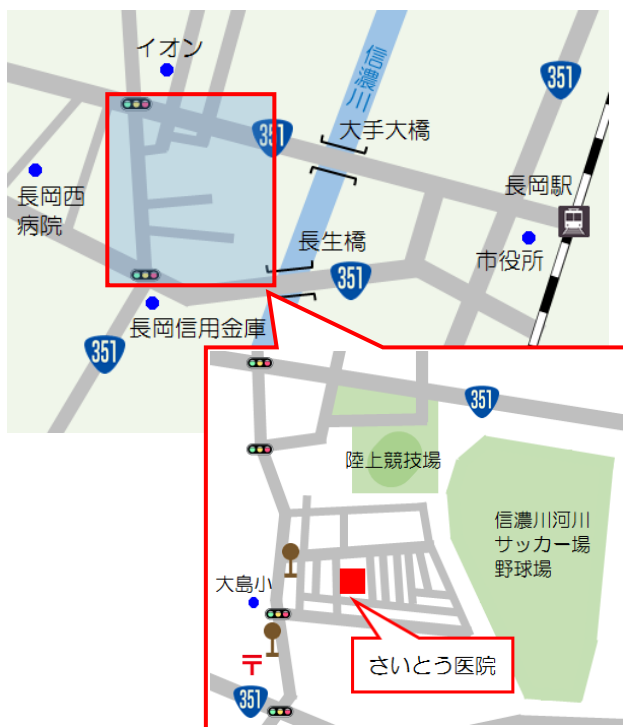 イオン
信濃川
351
351
大手大橋
長岡駅
長岡西
病院
長生橋
市役所
351
長岡信用金庫
351
351
陸上競技場
信濃川河川
サッカー場
野球場
大島小
さいとう医院
〒
351